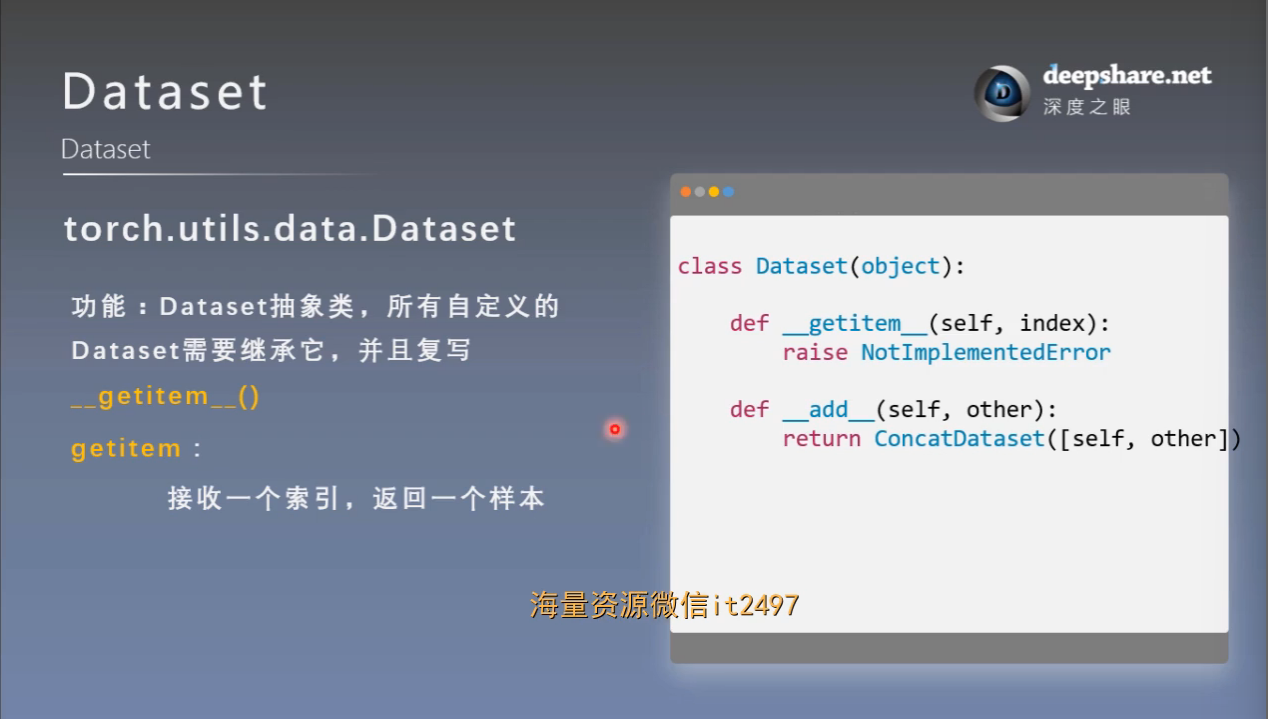 Dataset
deepshare.net
深度之眼
Dataset
torch.utils.data.Dataset
功能：Dataset抽象类，所有自定义的
Dataset需要继承它，并且复写
__getitem__()
getitem：
接收一个索引，返回一个样本
class Dataset(object):
def __getitem__(self, index):
raise NotImplementedError
def __add__(self, other):
return ConcatDataset([self, other])
海量资源微信it2497